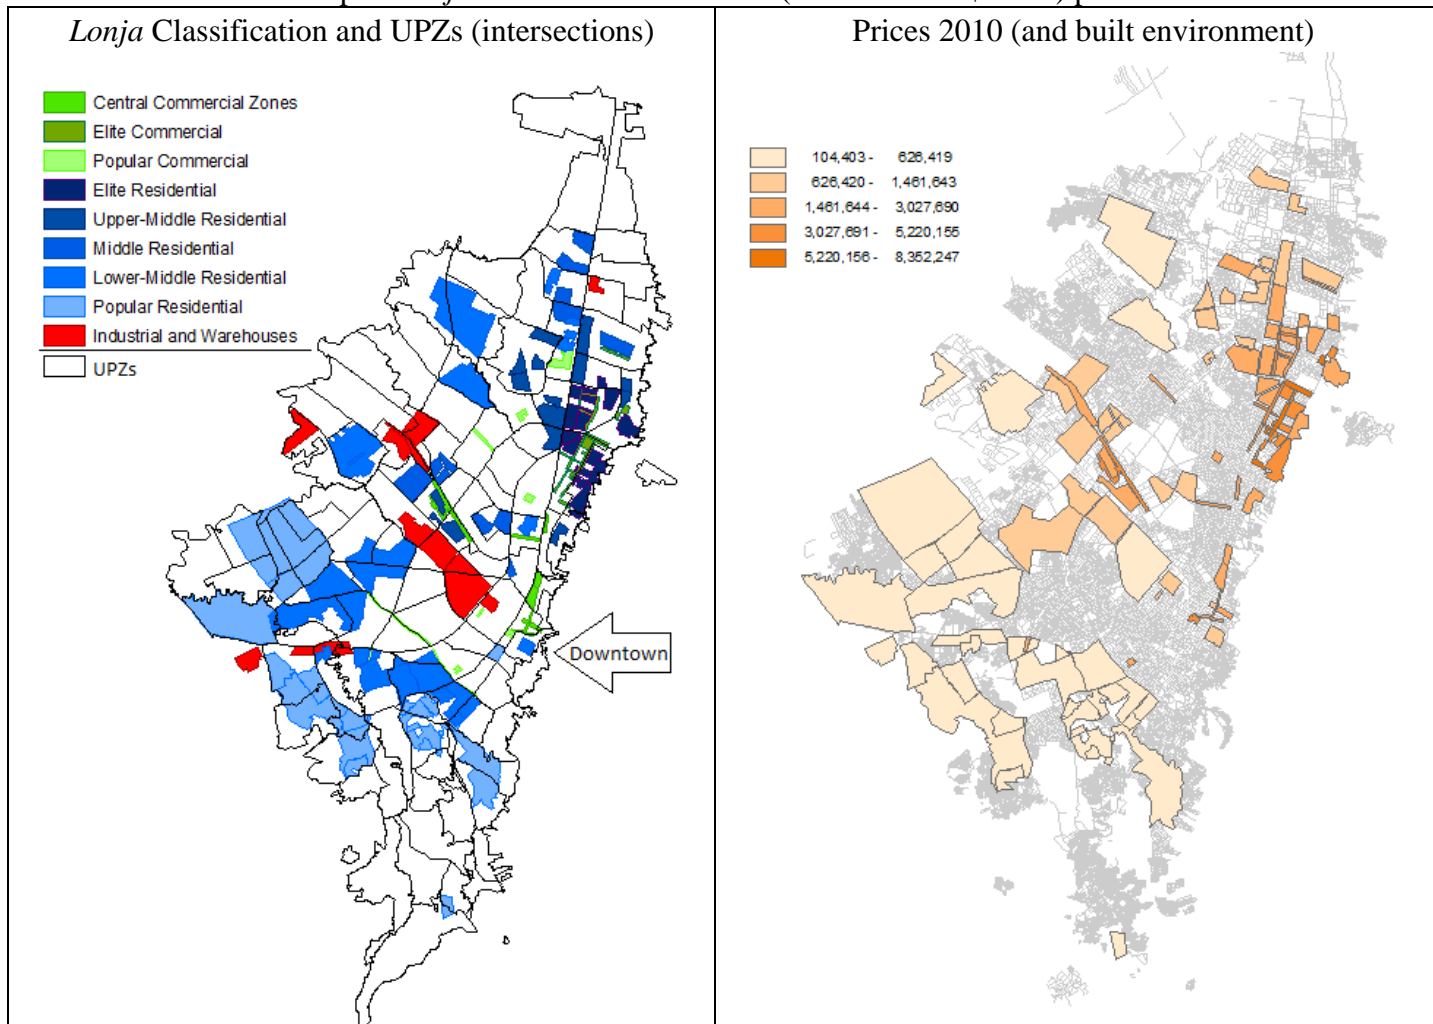 Lonja Classification and UPZs (intersections)
Central Commercial Zones
Elite Commercial
Popular Commercial
Elite Residential
Upper-Middle Residential
Middle Residential
Lower-Middle Residential
Popular Residential
Industrial and Warehouses
UPZs
Downtown
Prices 2010 (and built environment)
104,403 - 626,419
626,420 - 1,461,643
1,461,644 - 3,027,690
3,027,691 - 5,220,155
5,220,156 - 8,352,247